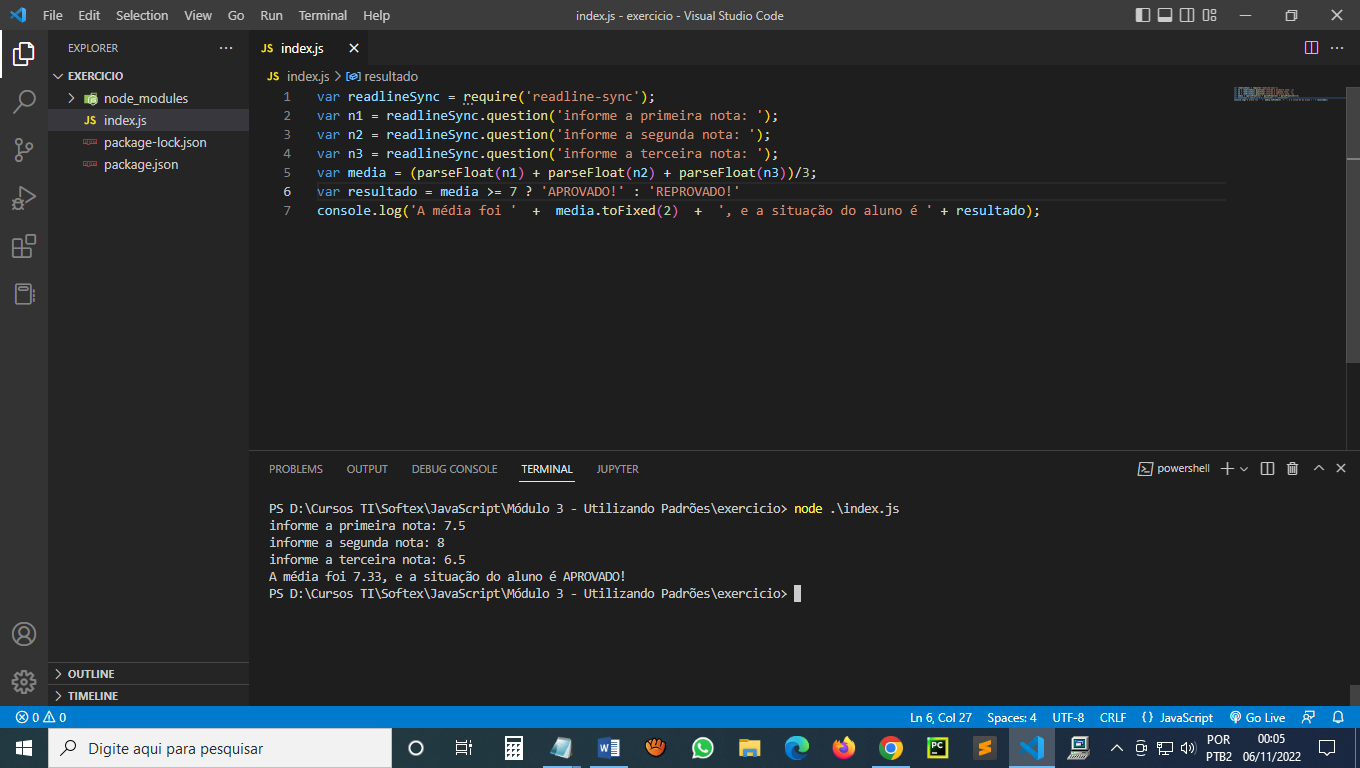 File Edit Selection View Go Run Terminal Help index.js - exercicio - Visual Studio Code
EXPLORER
EXERCICIO
node_modules
JS index.js
package-lock.json
package.json
OUTLINE
TIMELINE
JS index.js
JS index.js > resultado
1 var readlineSync = require('readline-sync');
2 var n1 = readlineSync.question('informe a primeira nota: ');
3 var n2 = readlineSync.question('informe a segunda nota: ');
4 var n3 = readlineSync.question('informe a terceira nota: ');
5 var media = (parseFloat(n1) + parseFloat(n2) + parseFloat(n3))/3;
6 var resultado = media >= 7 ? 'APROVADO!' : 'REPROVADO!'
7 console.log('A média foi '  +  media.toFixed(2)  +  ', e a situação do aluno é ' + resultado);
PROBLEMS OUTPUT DEBUG CONSOLE TERMINAL JUPYTER powershell
PS D:\Cursos TI\Softex\JavaScript\Módulo 3 - Utilizando Padrões\exercicio> node .\index.js
informe a primeira nota: 7.5
informe a segunda nota: 8
informe a terceira nota: 6.5
A média foi 7.33, e a situação do aluno é APROVADO!
PS D:\Cursos TI\Softex\JavaScript\Módulo 3 - Utilizando Padrões\exercicio>
0 0 Ln 6, Col 27 Spaces: 4 UTF-8 CRLF {} JavaScript Go Live
Digite aqui para pesquisar
W
PC
POR
PTB2
00:05
06/11/2022